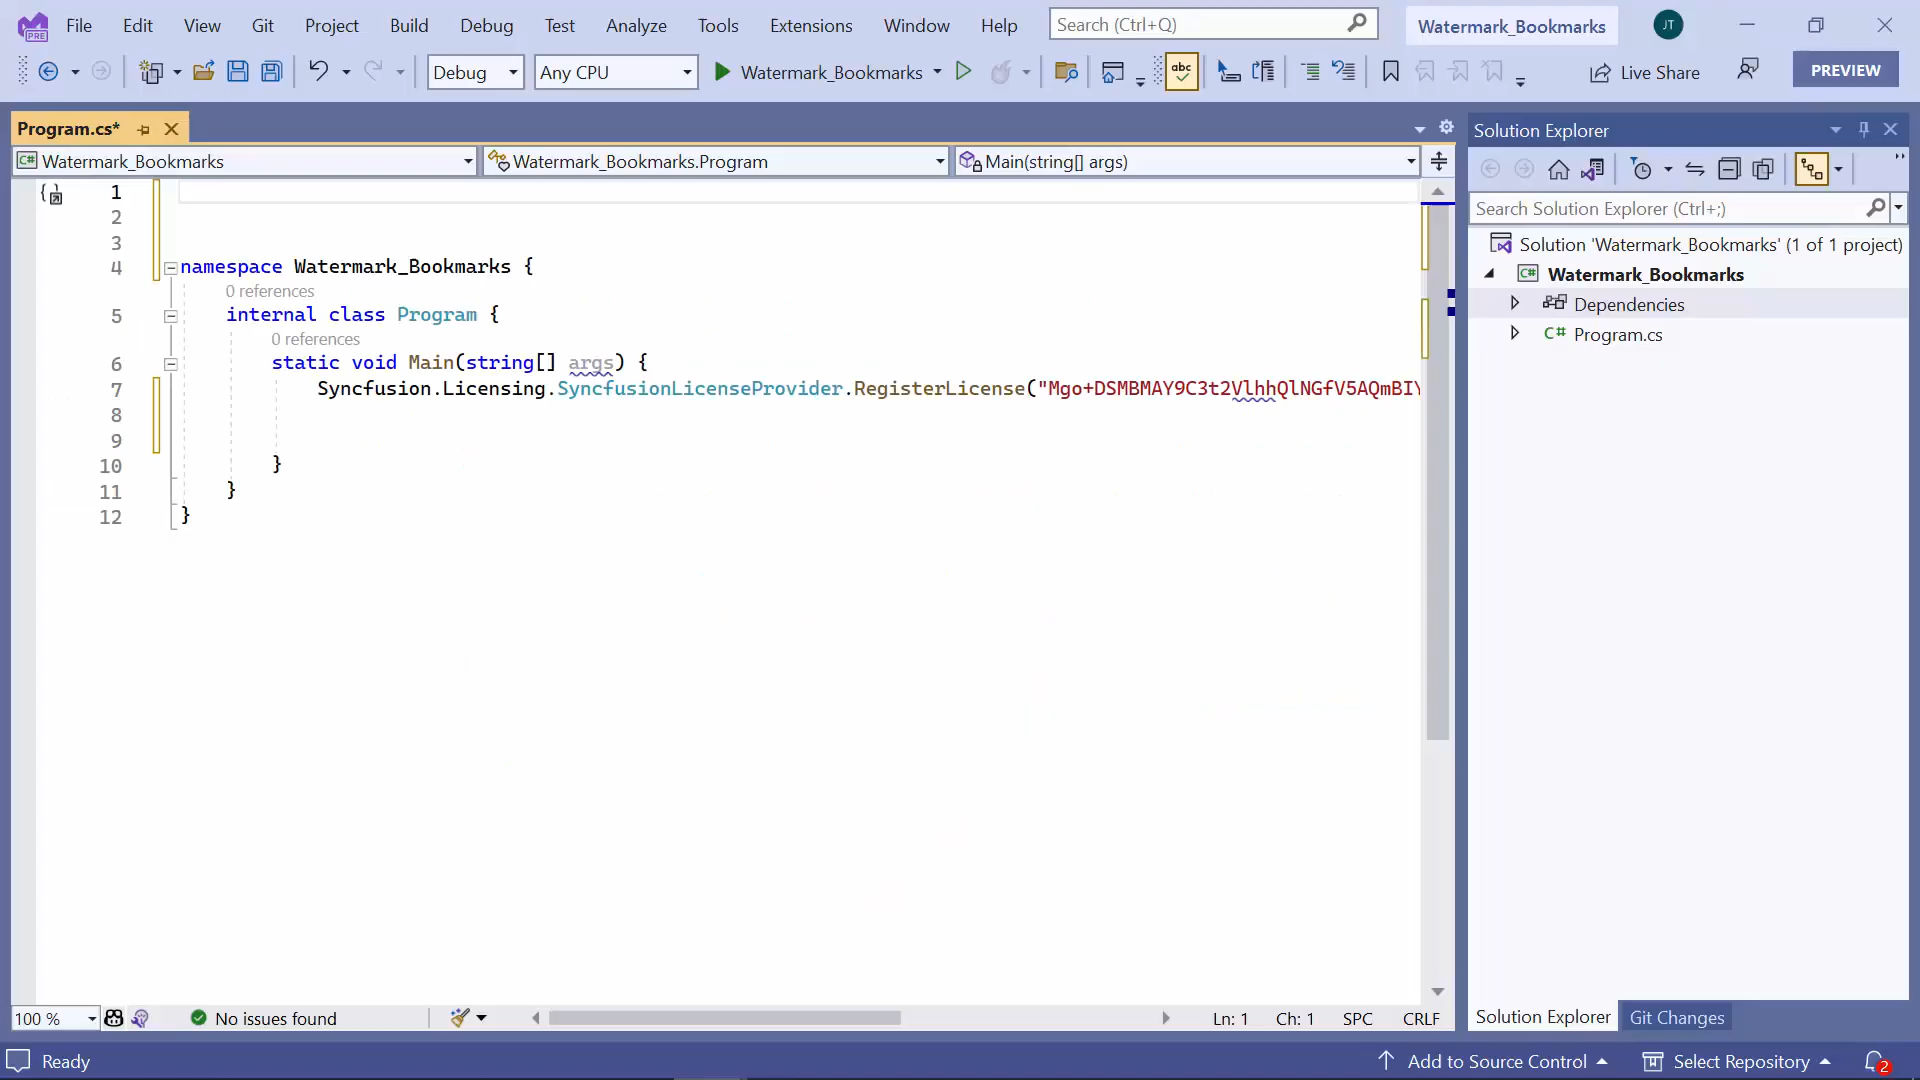 File Edit View Git Project Build Debug Test Analyze Tools Extensions Window Help Search (Ctrl+Q) Watermark_Bookmarks JT
PRE
Debug Any CPU Watermark_Bookmarks abc Live Share PREVIEW
Program.cs*
Watermark_Bookmarks Watermark_Bookmarks.Program Main(string[] args)
1
2
3
4 namespace Watermark_Bookmarks {
0 references
5 internal class Program {
0 references
6 static void Main(string[] args) {
7 Syncfusion.Licensing.SyncfusionLicenseProvider.RegisterLicense("Mgo+DSMBMAY9C3t2VlhhQlNGfV5AQmBIY
8
9
10 }
11 }
12 }
100 % No issues found Ln: 1 Ch: 1 SPC CRLF
Solution Explorer
Search Solution Explorer (Ctrl+;)
Solution 'Watermark_Bookmarks' (1 of 1 project)
C# Watermark_Bookmarks
Dependencies
C# Program.cs
Solution Explorer Git Changes
Ready Add to Source Control Select Repository 2